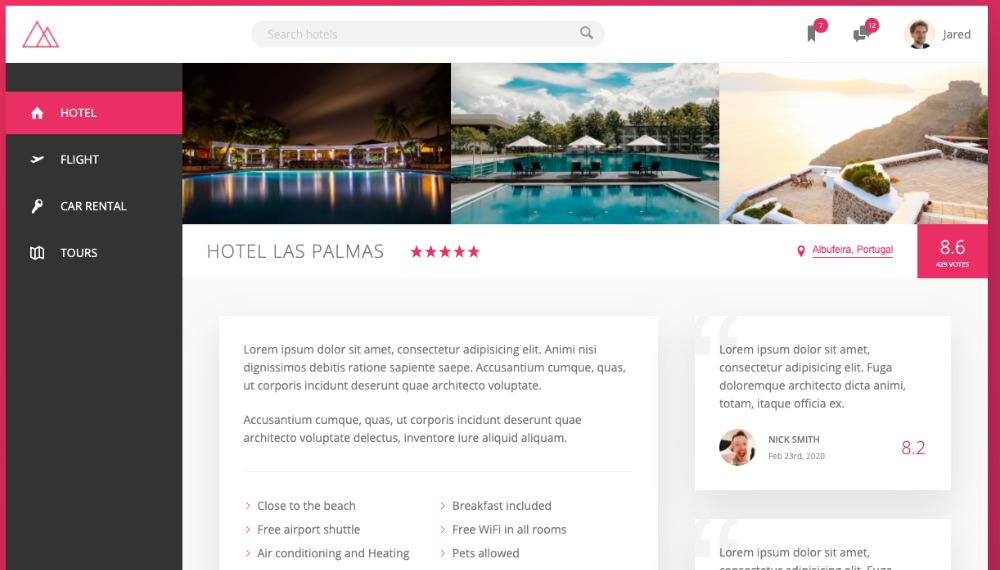 Search hotels
7
12
Jared
HOTEL
FLIGHT
CAR RENTAL
TOURS
HOTEL LAS PALMAS
Albufeira, Portugal
8.6
429 VOTES
Lorem ipsum dolor sit amet, consectetur adipisicing elit. Animi nisi
dignissimos debitis ratione sapiente saepe. Accusantium cumque, quas,
ut corporis incidunt deserunt quae architecto voluptate.
Accusantium cumque, quas, ut corporis incidunt deserunt quae
architecto voluptate delectus, inventore iure aliquid aliquam.
Close to the beach
Breakfast included
Free airport shuttle
Free WiFi in all rooms
Air conditioning and Heating
Pets allowed
“
Lorem ipsum dolor sit amet,
consectetur adipisicing elit. Fuga
doloremque architecto dicta animi,
totam, itaque officia ex.
NICK SMITH
Feb 23rd, 2020
8.2
“
Lorem ipsum dolor sit amet,
consectetur adipisicing elit. Fuga